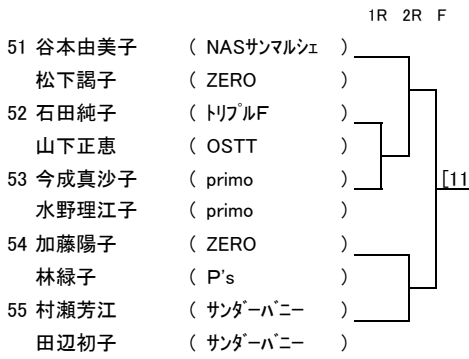 1R 2R F
51 谷本由美子 ( NASサンマルシェ )
松下謁子 ( ZERO )
52 石田純子 ( ﾄﾘﾌﾟﾙF )
山下正恵 ( OSTT )
53 今成真沙子 ( primo )
水野理江子 ( primo )
[11
54 加藤陽子 ( ZERO )
林緑子 ( P's )
55 村瀬芳江 ( ｻﾝﾀﾞｰﾊﾞﾆｰ )
田辺初子 ( ｻﾝﾀﾞｰﾊﾞﾆｰ )